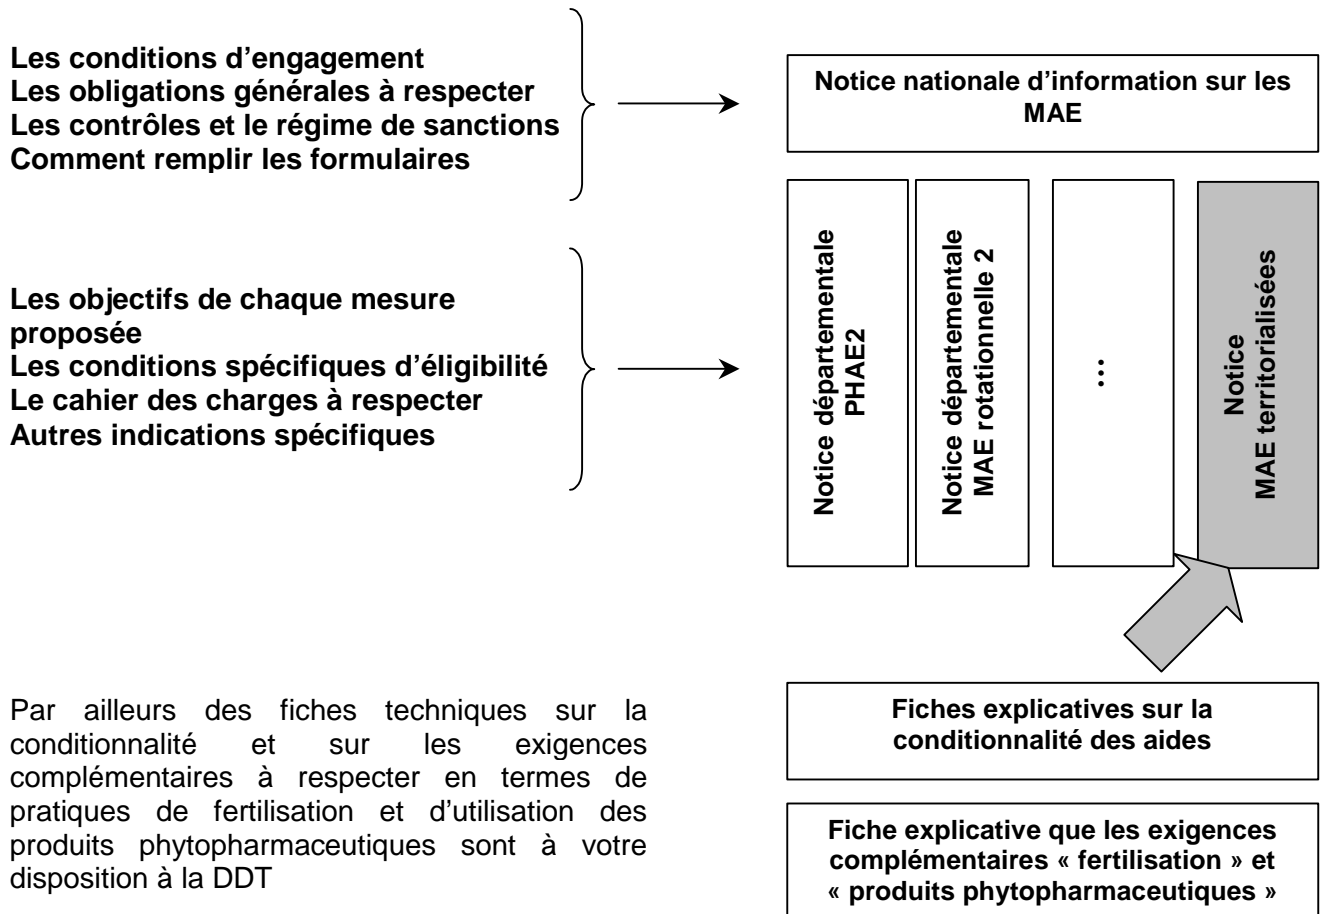 Les conditions d’engagement
Les obligations générales à respecter
Les contrôles et le régime de sanctions
Comment remplir les formulaires
Notice nationale d’information sur les
MAE
Les objectifs de chaque mesure
proposée
Les conditions spécifiques d’éligibilité
Le cahier des charges à respecter
Autres indications spécifiques
Notice départementale
PHAE2
Notice départementale
MAE rotationnelle 2
…
Notice
MAE territorialisées
Par ailleurs des fiches techniques sur la
conditionnalité et sur les exigences
complémentaires à respecter en termes de
pratiques de fertilisation et d’utilisation des
produits phytopharmaceutiques sont à votre
disposition à la DDT
Fiches explicatives sur la
conditionnalité des aides
Fiche explicative que les exigences
complémentaires « fertilisation » et
« produits phytopharmaceutiques »